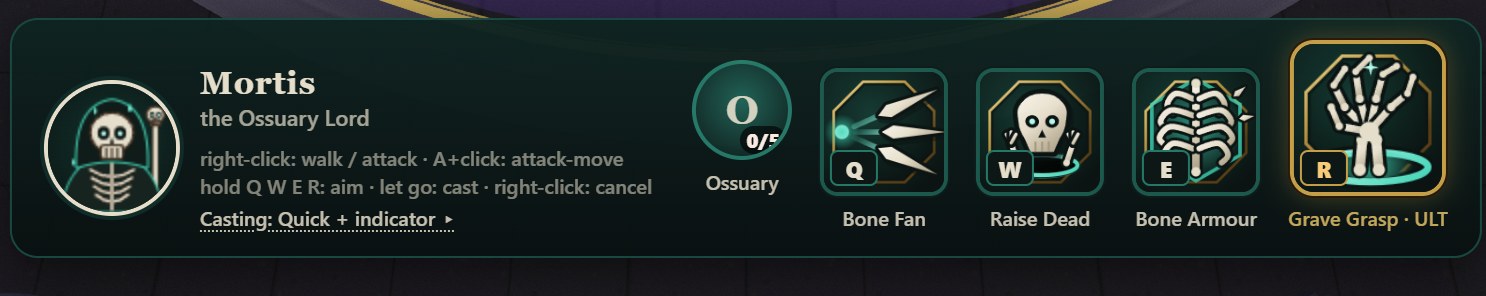 Mortis
the Ossuary Lord
right-click: walk / attack · A+click: attack-move
hold Q W E R: aim · let go: cast · right-click: cancel
Casting: Quick + indicator ▸
0
0/5
Ossuary
Q
Bone Fan
W
Raise Dead
E
Bone Armour
R
Grave Grasp · ULT